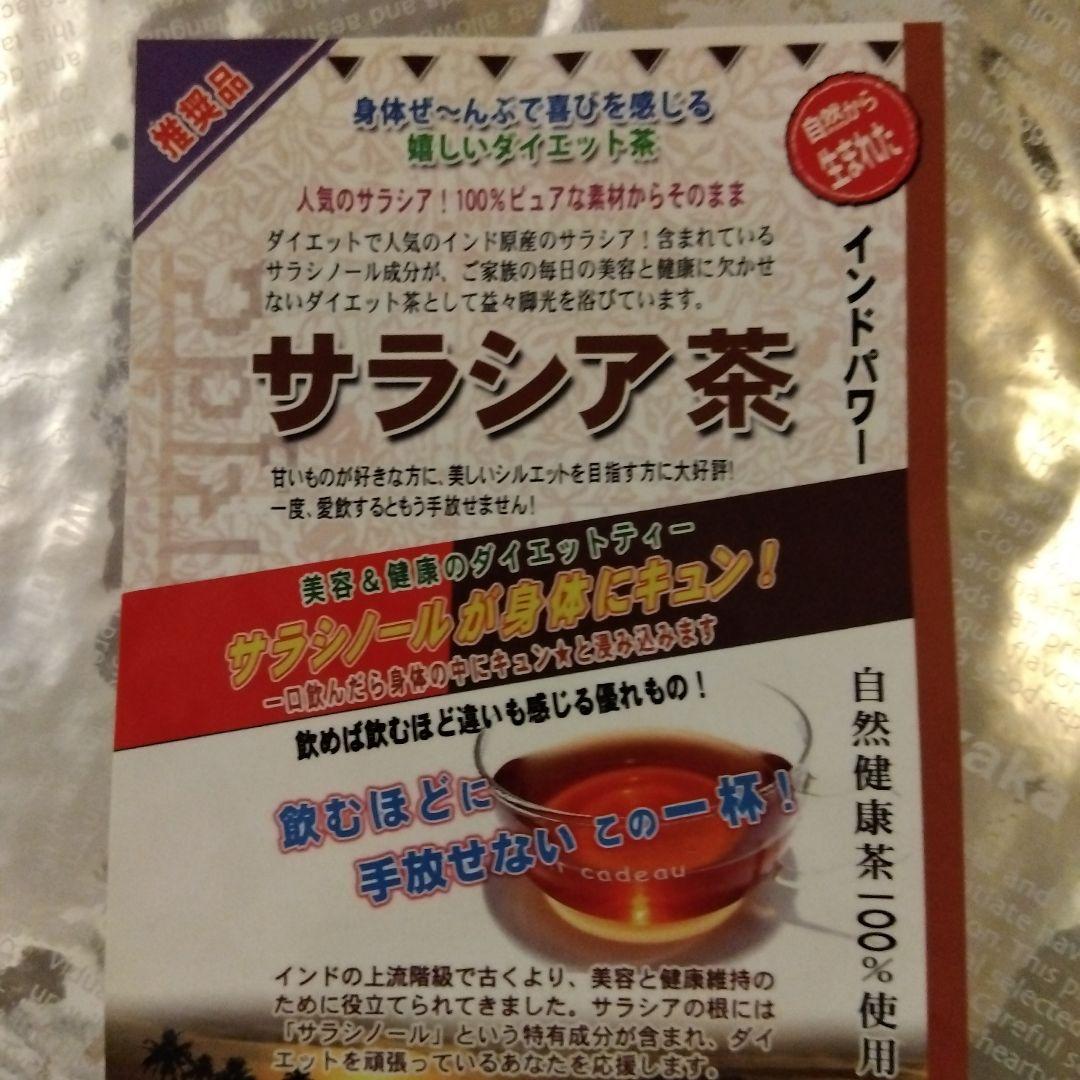 推奨品
身体ぜ〜んぶで喜びを感じる
嬉しいダイエット茶
自然から
生まれた
人気のサラシア！100%ピュアな素材からそのまま
ダイエットで人気のインド原産のサラシア！含まれている
サラシノール成分が、ご家族の毎日の美容と健康に欠かせ
ないダイエット茶として益々脚光を浴びています。
インドパワー
サラシア茶
甘いものが好きな方に、美しいシルエットを目指す方に大好評!
一度、愛飲するともう手放せません!
美容&健康のダイエットティー
サラシノールが身体にキュン！
一口飲んだら身体の中にキュン★と浸み込みます
飲めば飲むほど違いも感じる優れもの！
飲むほどに
手放せない この一杯！
cadeau
自然健康茶一〇〇%使用
インドの上流階級で古くより、美容と健康維持の
ために役立てられてきました。サラシアの根には
「サラシノール」という特有成分が含まれ、ダイ
エットを頑張っているあなたを応援します。